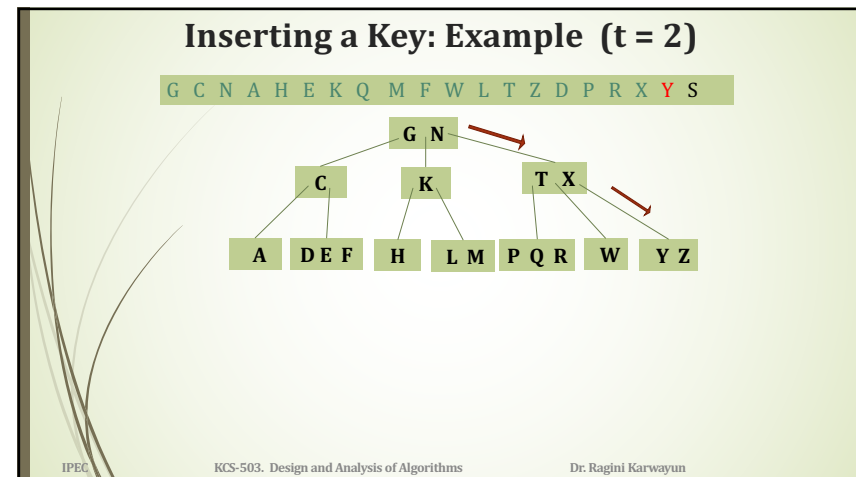 Inserting a Key: Example (t = 2)
G C N A H E K Q M F W L T Z D P R X Y S
G N
C K T X
A D E F H L M P Q R W Y Z
IPEC KCS-503. Design and Analysis of Algorithms Dr. Ragini Karwayun